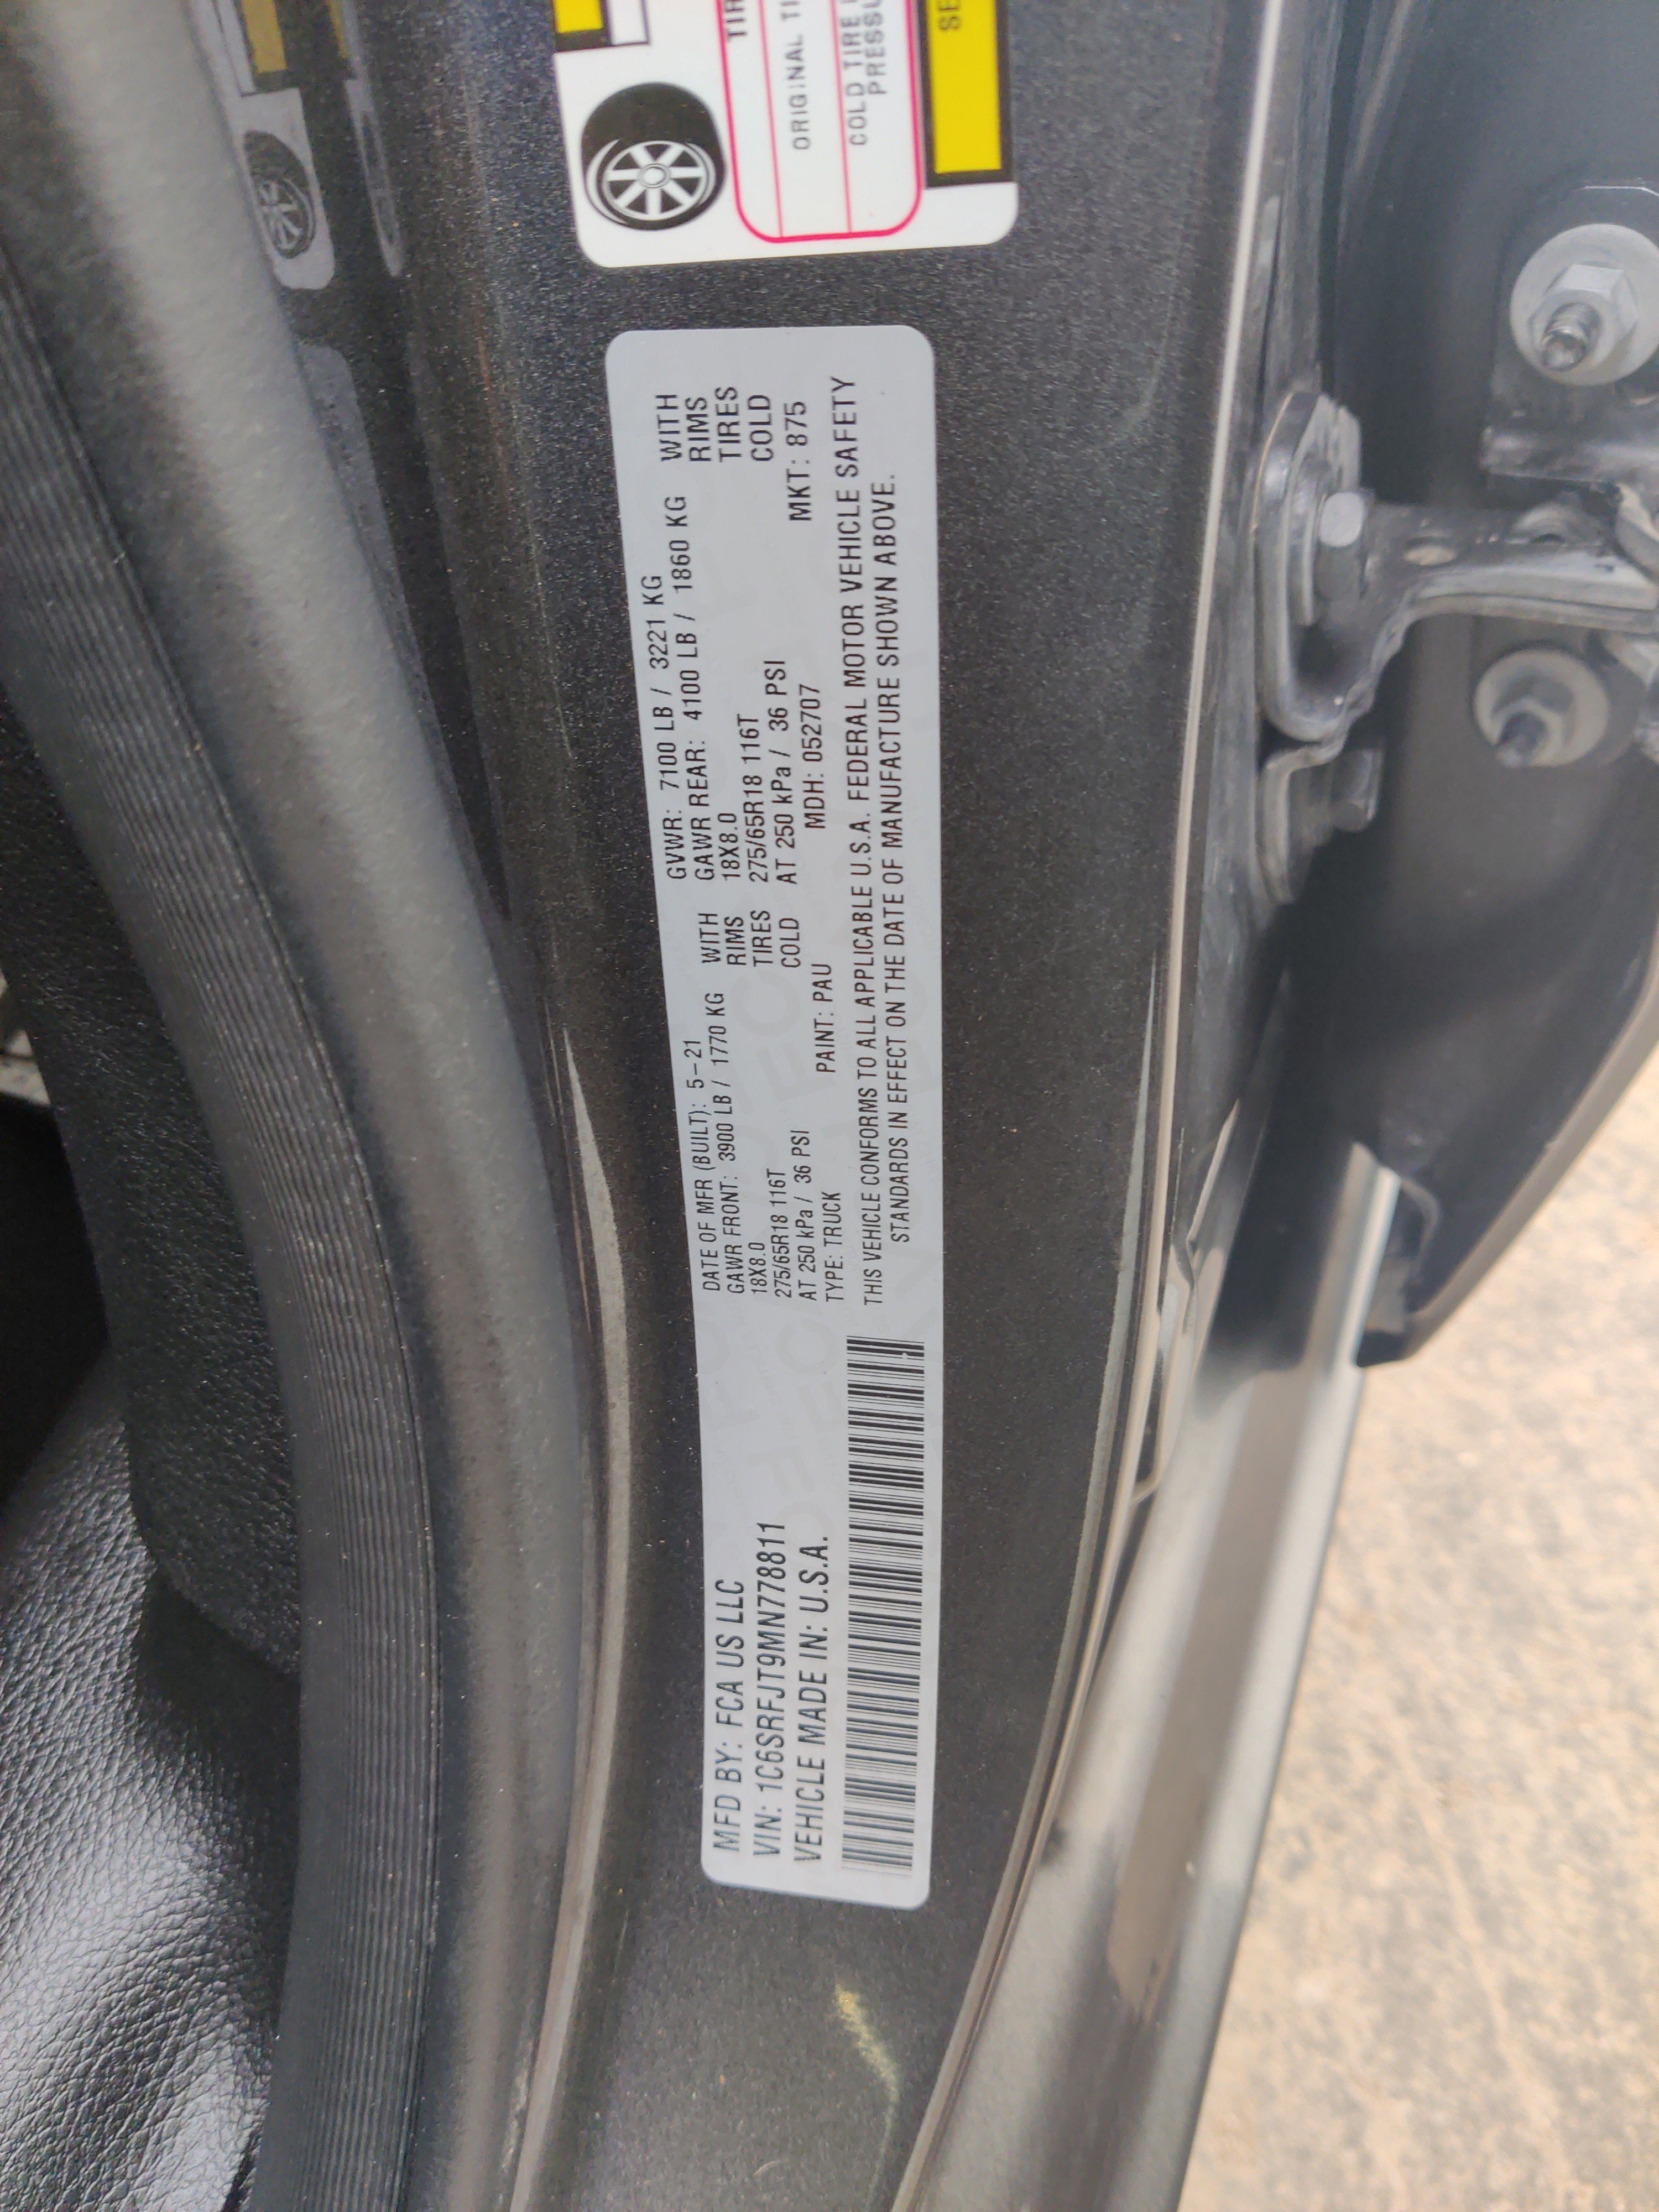 TIR
ORIGINAL TI
COLD TIRE
PRESSU
SE
MFD BY: FCA US LLC
VIN: 1C6SRFJT9MN778811
VEHICLE MADE IN: U.S.A.
DATE OF MFR (BUILT): 5-21 GVWR: 7100 LB / 3221 KG
GAWR FRONT: 3900 LB / 1770 KG WITH GAWR REAR: 4100 LB / 1860 KG WITH
18X8.0 RIMS 18X8.0 RIMS
275/65R18 116T TIRES 275/65R18 116T TIRES
AT 250 kPa / 36 PSI COLD AT 250 kPa / 36 PSI COLD
TYPE: TRUCK PAINT: PAU MDH: 052707 MKT: 875
THIS VEHICLE CONFORMS TO ALL APPLICABLE U.S.A. FEDERAL MOTOR VEHICLE SAFETY
STANDARDS IN EFFECT ON THE DATE OF MANUFACTURE SHOWN ABOVE.